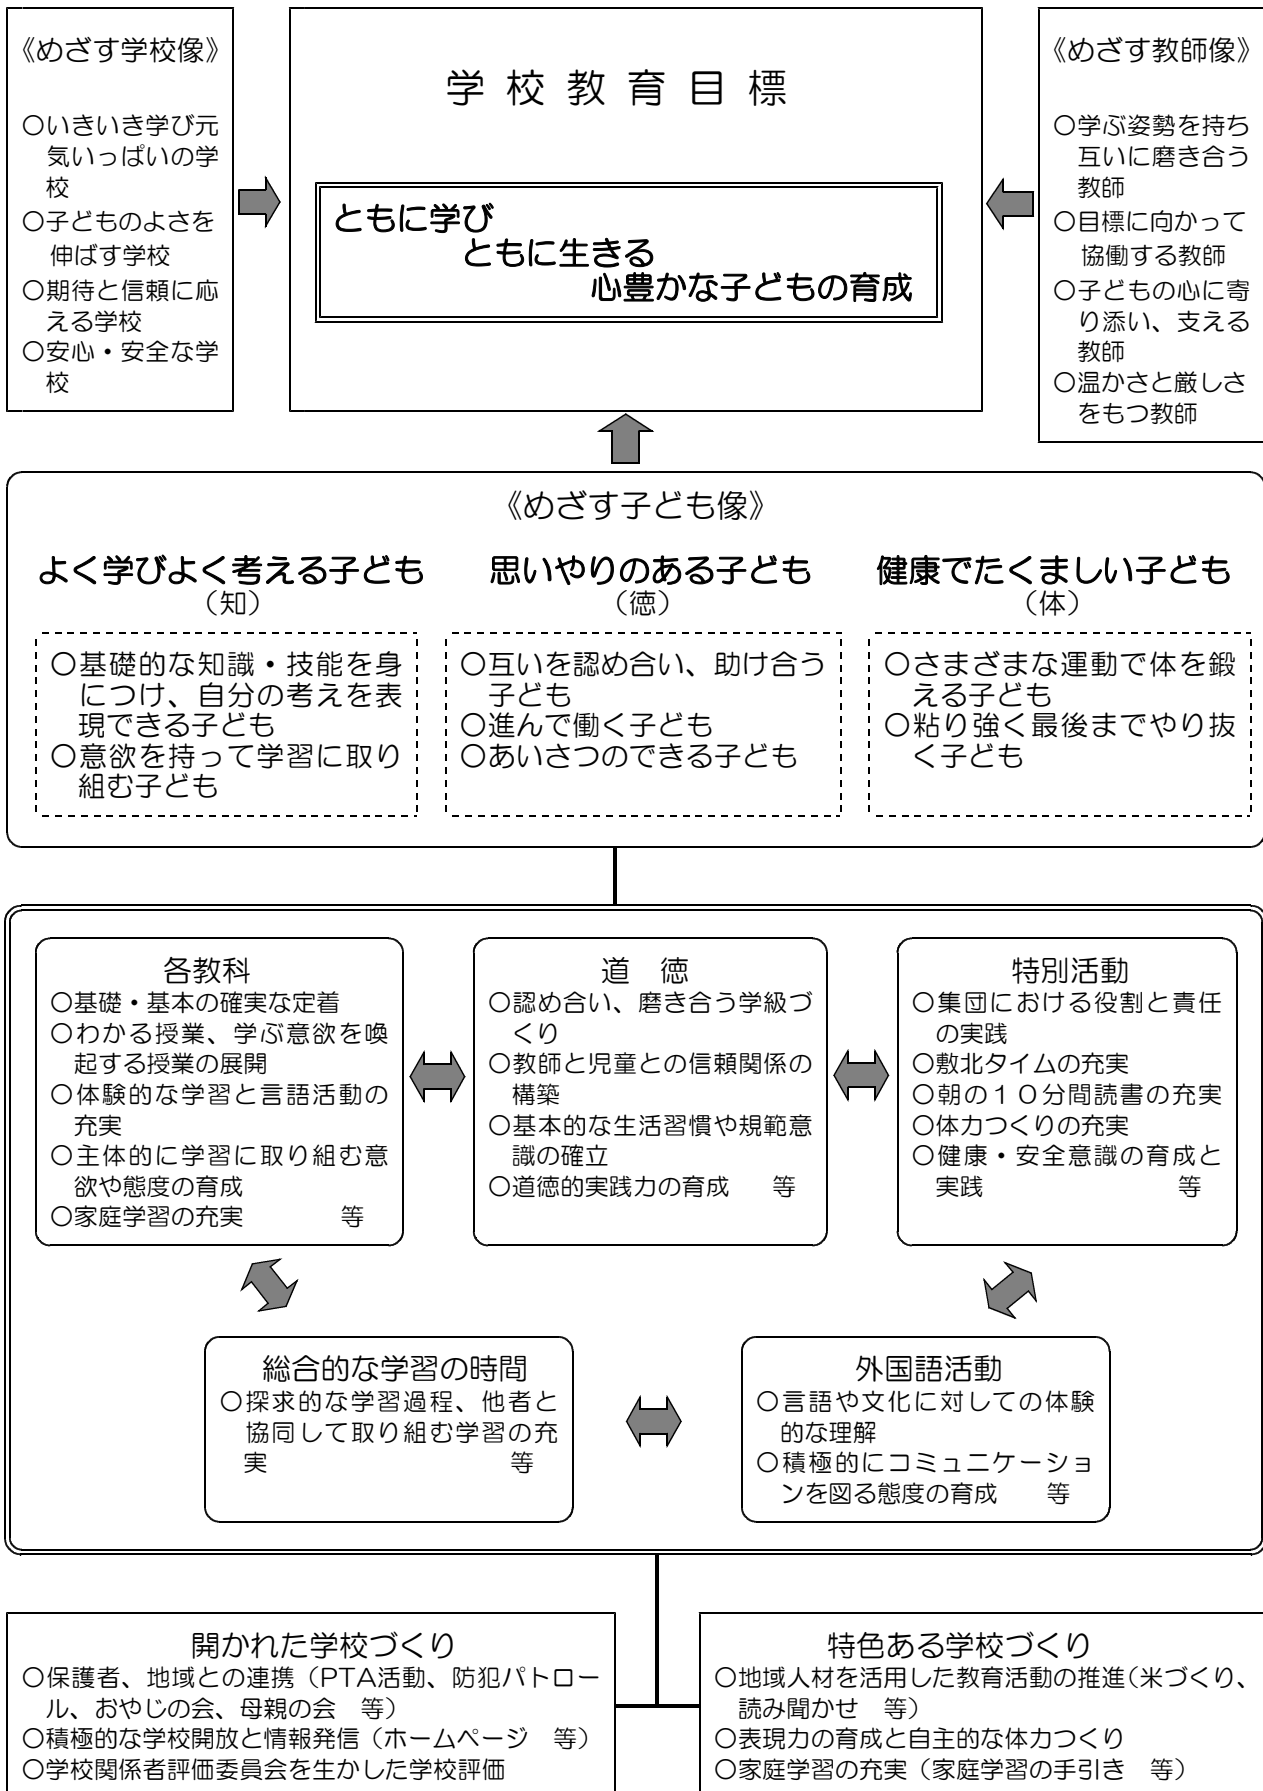 《めざす学校像》
○いきいき学び元
気いっぱいの学
校
○子どものよさを
伸ばす学校
○期待と信頼に応
える学校
○安心・安全な学
校
学校教育目標
ともに学び
ともに生きる
心豊かな子どもの育成
《めざす教師像》
○学ぶ姿勢を持ち
互いに磨き合う
教師
○目標に向かって
協働する教師
○子どもの心に寄
り添い、支える
教師
○温かさと厳しさ
をもつ教師
《めざす子ども像》
よく学びよく考える子ども
（知）
○基礎的な知識・技能を身
につけ、自分の考えを表
現できる子ども
○意欲を持って学習に取り
組む子ども
思いやりのある子ども
（徳）
○互いを認め合い、助け合う
子ども
○進んで働く子ども
○あいさつのできる子ども
健康でたくましい子ども
（体）
○さまざまな運動で体を鍛
える子ども
○粘り強く最後までやり抜
く子ども
各教科
○基礎・基本の確実な定着
○わかる授業、学ぶ意欲を喚
起する授業の展開
○体験的な学習と言語活動の
充実
○主体的に学習に取り組む意
欲や態度の育成
○家庭学習の充実　　　　等
道　徳
○認め合い、磨き合う学級づ
くり
○教師と児童との信頼関係の
構築
○基本的な生活習慣や規範意
識の確立
○道徳的実践力の育成　　等
特別活動
○集団における役割と責任
の実践
○敷北タイムの充実
○朝の１０分間読書の充実
○体力つくりの充実
○健康・安全意識の育成と
実践　　　　　　　　等
総合的な学習の時間
○探求的な学習過程、他者と
協同して取り組む学習の充
実　　　　　　　　　　等
外国語活動
○言語や文化に対しての体験
的な理解
○積極的にコミュニケーショ
ンを図る態度の育成　　等
開かれた学校づくり
○保護者、地域との連携（PTA活動、防犯パトロー
ル、おやじの会、母親の会　等）
○積極的な学校開放と情報発信（ホームページ　等）
○学校関係者評価委員会を生かした学校評価
特色ある学校づくり
○地域人材を活用した教育活動の推進（米づくり、
読み聞かせ　等）
○表現力の育成と自主的な体力つくり
○家庭学習の充実（家庭学習の手引き　等）